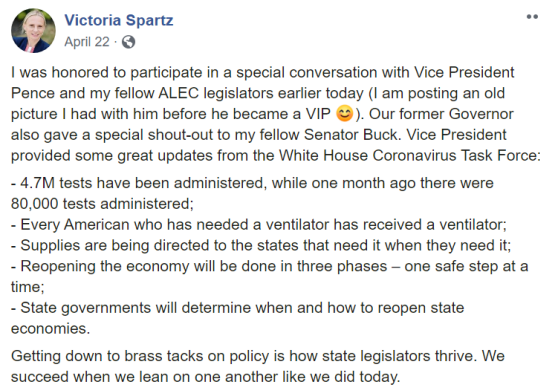 Victoria Spartz
April 22 ·
I was honored to participate in a special conversation with Vice President
Pence and my fellow ALEC legislators earlier today (I am posting an old
picture I had with him before he became a VIP 😊). Our former Governor
also gave a special shout-out to my fellow Senator Buck. Vice President
provided some great updates from the White House Coronavirus Task Force:
- 4.7M tests have been administered, while one month ago there were
80,000 tests administered;
- Every American who has needed a ventilator has received a ventilator;
- Supplies are being directed to the states that need it when they need it;
- Reopening the economy will be done in three phases – one safe step at a
time;
- State governments will determine when and how to reopen state
economies.
Getting down to brass tacks on policy is how state legislators thrive. We
succeed when we lean on one another like we did today.